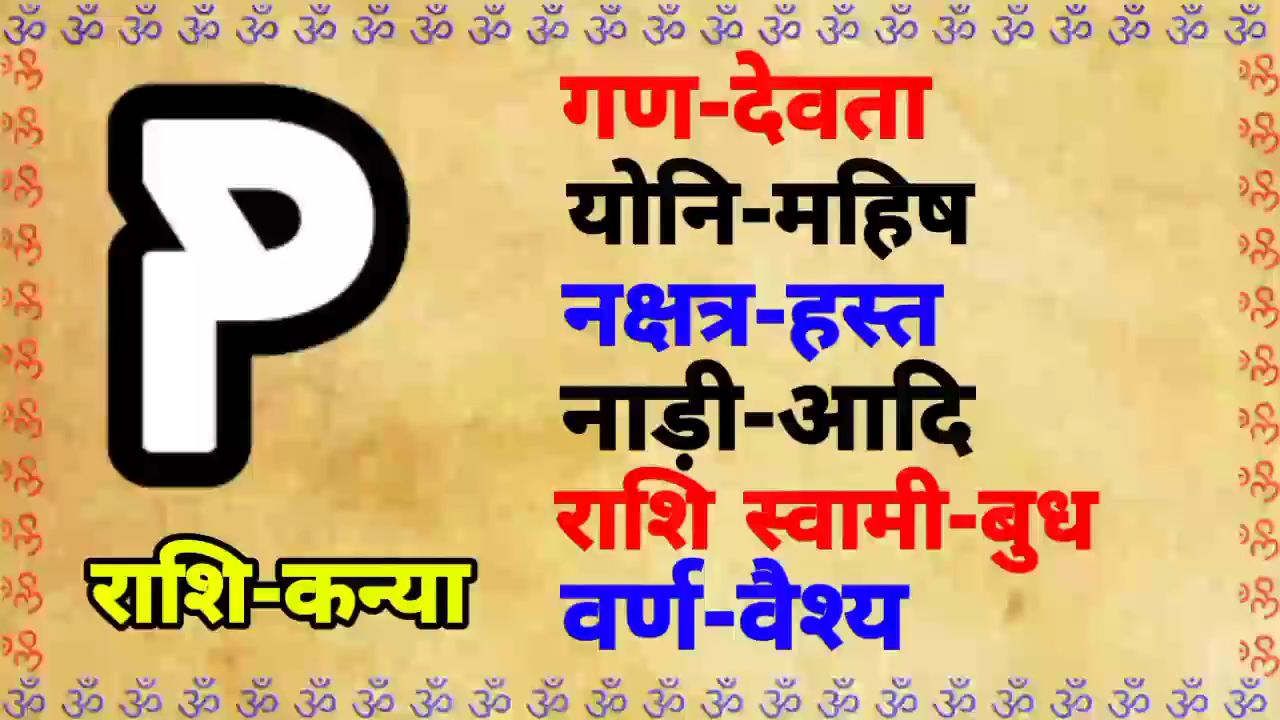 ॐ ॐ ॐ ॐ ॐ ॐ ॐ ॐ ॐ ॐ ॐ ॐ ॐ ॐ ॐ ॐ ॐ ॐ ॐ ॐ ॐ ॐ
P
राशि-कन्या
गण-देवता
योनि-महिष
नक्षत्र-हस्त
नाड़ी-आदि
राशि स्वामी-बुध
वर्ण-वैश्य
ॐ ॐ ॐ ॐ ॐ ॐ ॐ ॐ ॐ ॐ ॐ ॐ ॐ ॐ ॐ ॐ ॐ ॐ ॐ ॐ ॐ ॐ